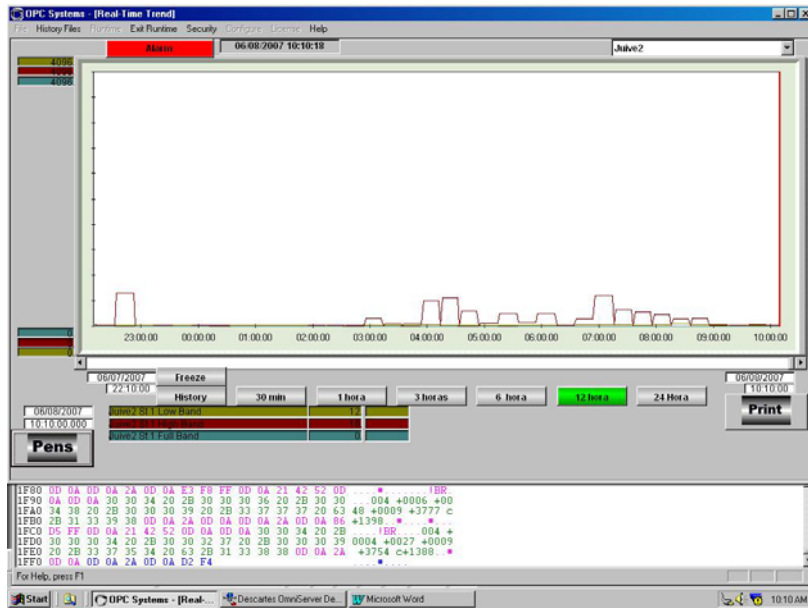 OPC Systems - [Real-Time Trend]
File History Files Runtime Exit Runtime Security Configure License Help
Alarm 06/08/2007 10:10:18 Juive2
4096
4096
0
0
23:00:00 00:00:00 01:00:00 02:00:00 03:00:00 04:00:00 05:00:00 06:00:00 07:00:00 08:00:00 09:00:00 10:00:00
06/07/2007 Freeze 06/08/2007
22:10:00 History 30 min 1 hora 3 horas 6 hora 12 hora 24 Hora 10:10:00
Print
06/08/2007 Juive2 St.1 Low Band 12
10:10:00.000 Juive2 St.1 High Band
Juive2 St.1 Full Band 0
Pens
1F80 0D 0A 0D 0A 2A 0D 0A E3 F8 FF 0D 0A 21 42 52 0D ....*.......!BR.
1F90 0A 0D 0A 30 30 34 20 2B 30 30 30 36 20 2B 30 30 ...004 +0006 +00
1FA0 34 38 20 2B 30 30 30 39 20 2B 33 37 37 37 20 63 48 +0009 +3777 c
1FB0 2B 31 33 39 38 0D 0A 2A 0D 0A 0D 0A 2A 0D 0A 86 +1398..*....*...
1FC0 D5 FF 0D 0A 21 42 52 0D 0A 0D 0A 30 30 34 20 2B ....!BR....004 +
1FD0 30 30 30 34 20 2B 30 30 32 37 20 2B 30 30 30 39 0004 +0027 +0009
1FE0 20 2B 33 37 35 34 20 63 2B 31 33 38 38 0D 0A 2A +3754 c+1388..*
1FF0 0D 0A 0D 0A 2A 0D 0A D2 F4 ....*....
For Help, press F1
Start OPC Systems - [Real-... Descartes OmniServer De... Microsoft Word 10:10 AM